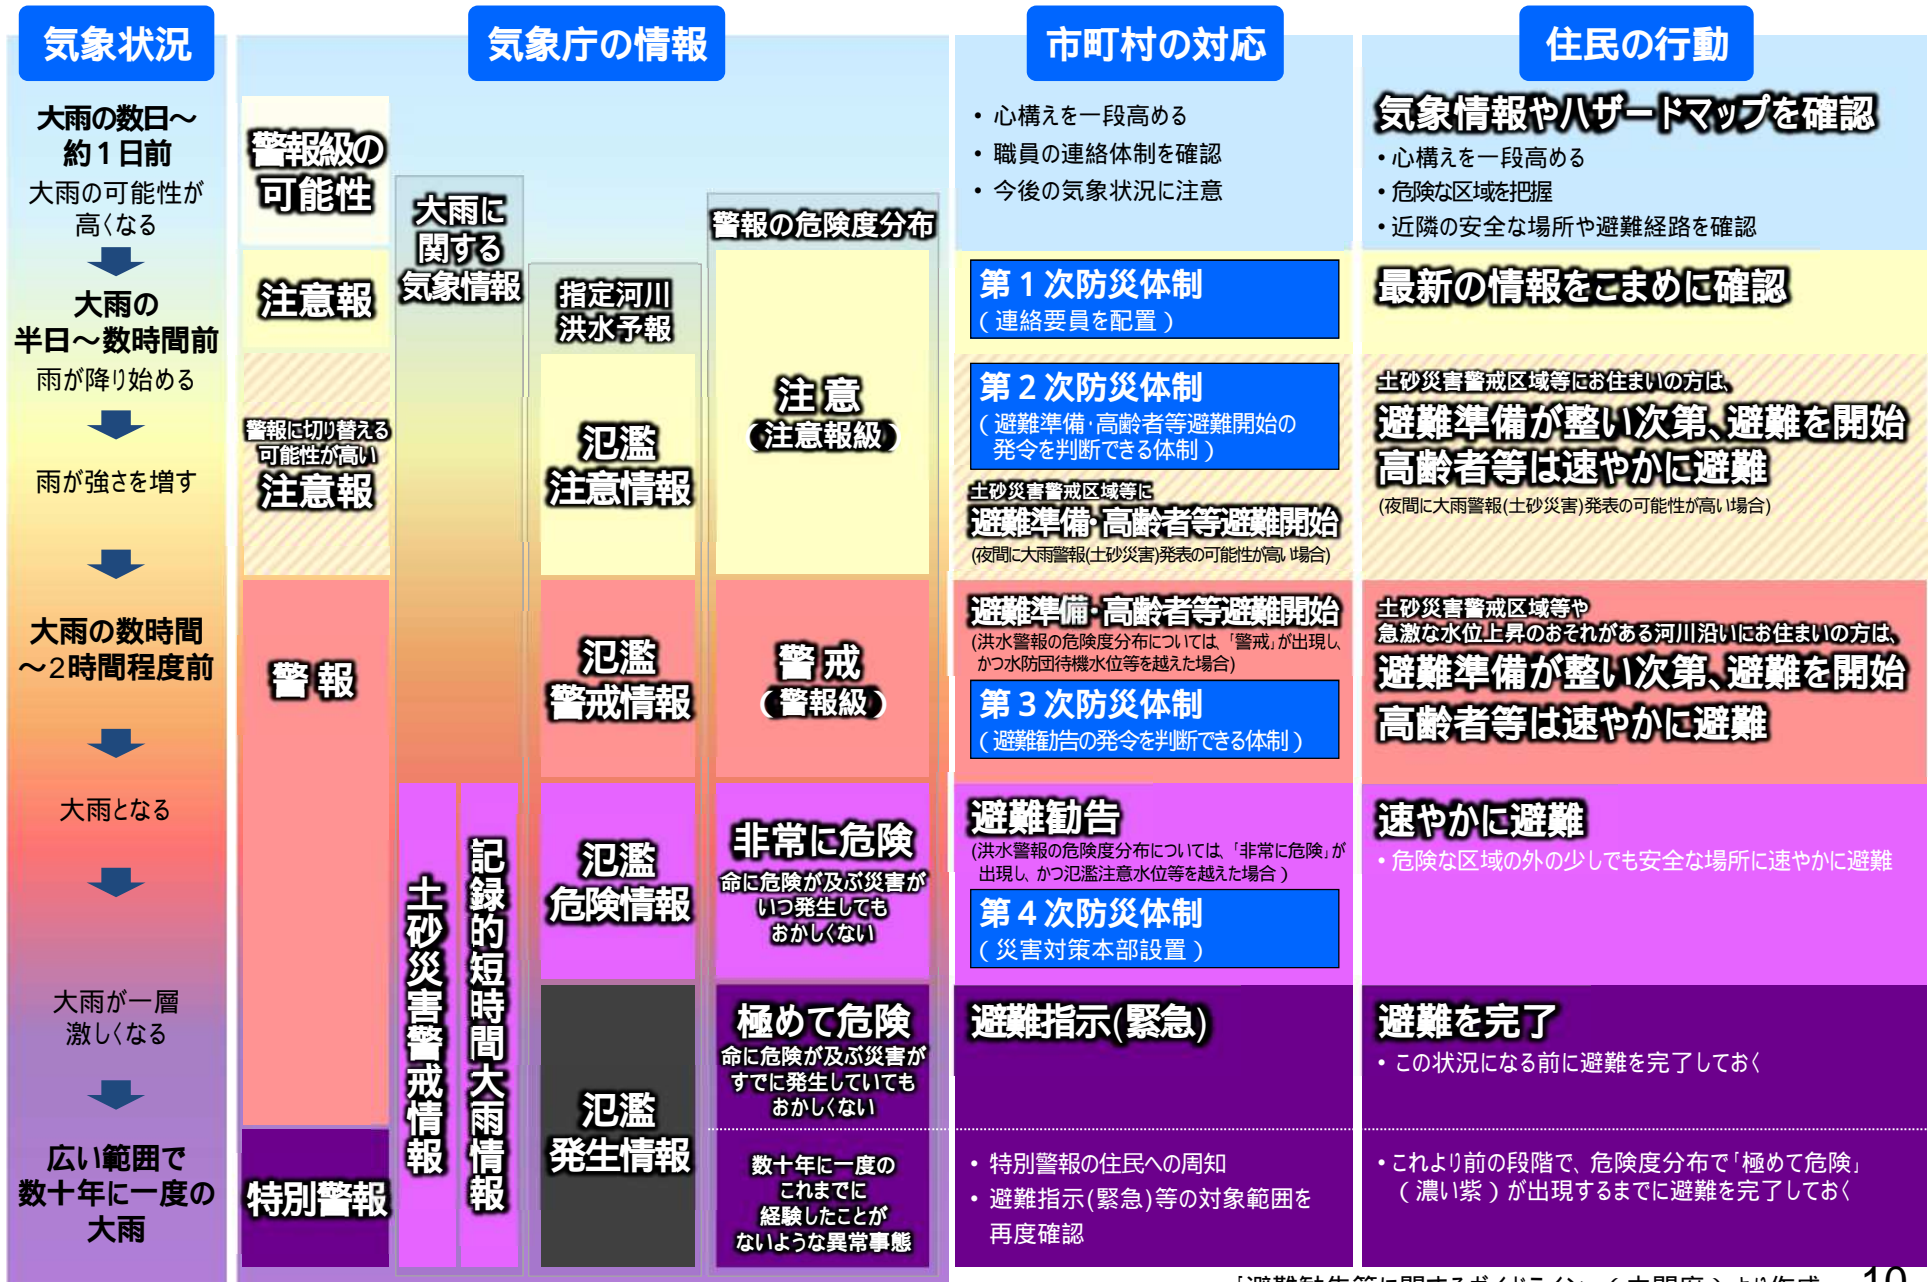 気象状況
気象庁の情報
市町村の対応
住民の行動
大雨の数日～
約1日前
大雨の可能性が
高くなる
大雨の
半日～数時間前
雨が降り始める
雨が強さを増す
大雨の数時間
～2時間程度前
大雨となる
大雨が一層
激しくなる
広い範囲で
数十年に一度の
大雨
警報級の
可能性
注意報
警報に切り替える
可能性が高い
注意報
警報
特別警報
大雨に
関する
気象情報
土砂災害警戒情報
記録的短時間大雨情報
指定河川
洪水予報
氾濫
注意情報
氾濫
警戒情報
氾濫
危険情報
氾濫
発生情報
警報の危険度分布
注意
(注意報級)
警戒
(警報級)
非常に危険
命に危険が及ぶ災害が
いつ発生しても
おかしくない
極めて危険
命に危険が及ぶ災害が
すでに発生していても
おかしくない
数十年に一度の
これまでに
経験したことが
ないような異常事態
• 心構えを一段高める
• 職員の連絡体制を確認
• 今後の気象状況に注意
第1次防災体制
(連絡要員を配置)
第2次防災体制
(避難準備・高齢者等避難開始の
発令を判断できる体制)
土砂災害警戒区域等に
避難準備・高齢者等避難開始
(夜間に大雨警報(土砂災害)発表の可能性が高い場合)
避難準備・高齢者等避難開始
(洪水警報の危険度分布については、「警戒」が出現し、
かつ水防団待機水位等を越えた場合)
第3次防災体制
(避難勧告の発令を判断できる体制)
避難勧告
(洪水警報の危険度分布については、「非常に危険」が
出現し、かつ氾濫注意水位等を越えた場合)
第4次防災体制
(災害対策本部設置)
避難指示(緊急)
• 特別警報の住民への周知
• 避難指示(緊急)等の対象範囲を
再度確認
気象情報やハザードマップを確認
• 心構えを一段高める
• 危険な区域を把握
• 近隣の安全な場所や避難経路を確認
最新の情報をこまめに確認
土砂災害警戒区域等にお住まいの方は、
避難準備が整い次第、避難を開始
高齢者等は速やかに避難
(夜間に大雨警報(土砂災害)発表の可能性が高い場合)
土砂災害警戒区域等や
急激な水位上昇のおそれがある河川沿いにお住まいの方は、
避難準備が整い次第、避難を開始
高齢者等は速やかに避難
速やかに避難
• 危険な区域の外の少しでも安全な場所に速やかに避難
避難を完了
• この状況になる前に避難を完了しておく
• これより前の段階で、危険度分布で「極めて危険」
(濃い紫)が出現するまでに避難を完了しておく